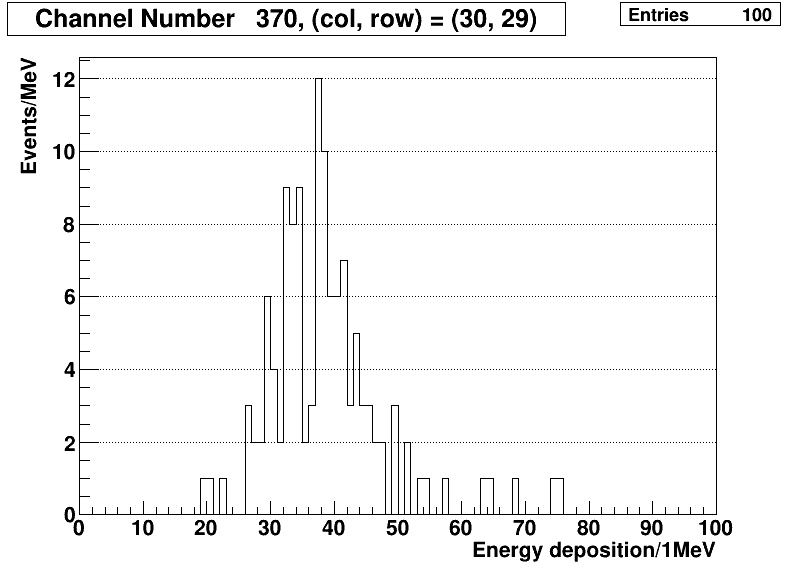 Channel Number 370, (col, row) = (30, 29)
Entries 100
Events/MeV
12
10
8
6
4
2
0
0 10 20 30 40 50 60 70 80 90 100
Energy deposition/1MeV